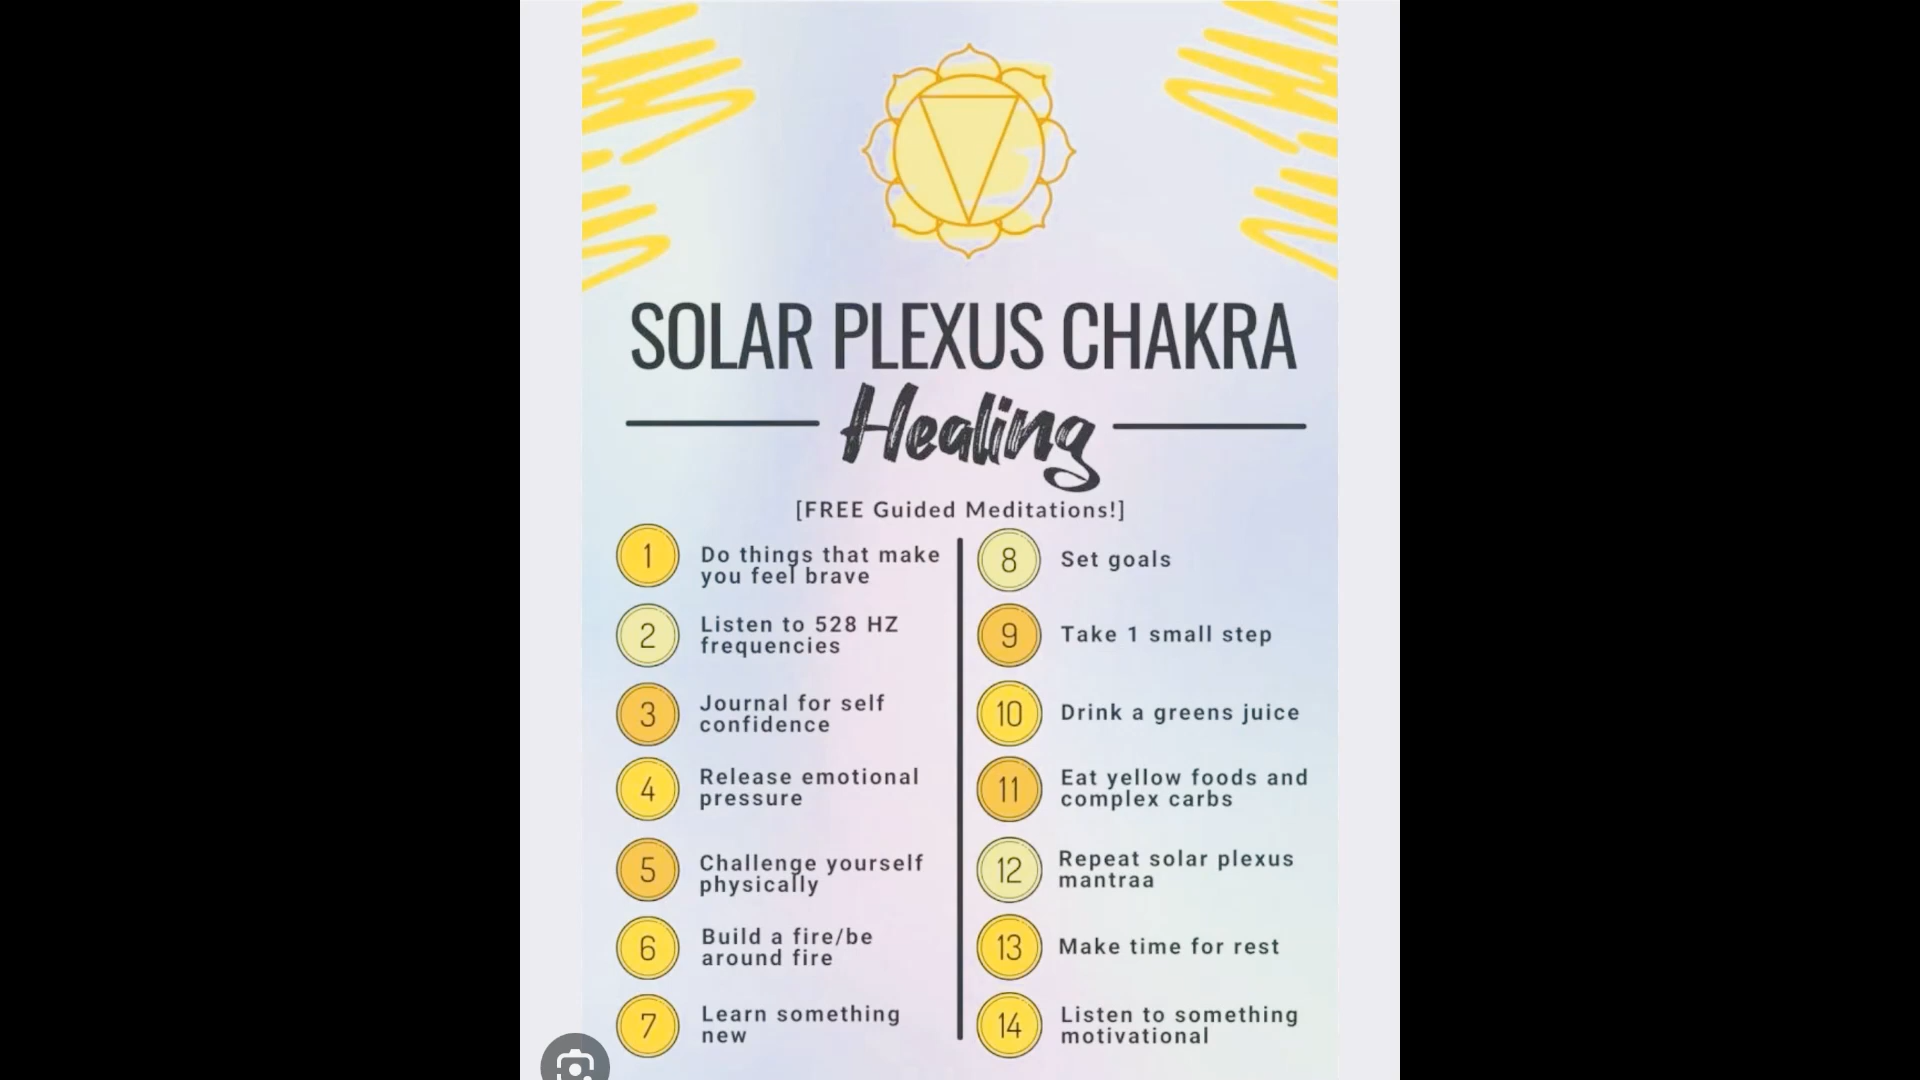 SOLAR PLEXUS CHAKRA
Healing
[FREE Guided Meditations!]
1
Do things that make
you feel brave
2
Listen to 528 HZ
frequencies
3
Journal for self
confidence
4
Release emotional
pressure
5
Challenge yourself
physically
6
Build a fire/be
around fire
7
Learn something
new
8
Set goals
9
Take 1 small step
10
Drink a greens juice
11
Eat yellow foods and
complex carbs
12
Repeat solar plexus
mantraa
13
Make time for rest
14
Listen to something
motivational